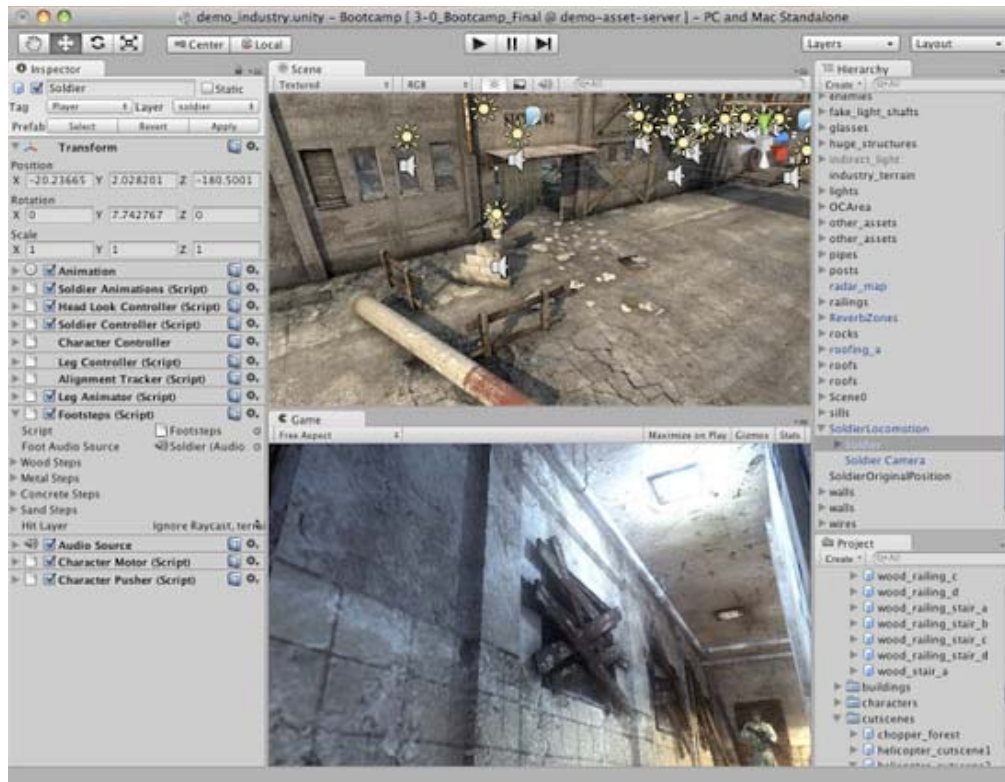 demo_industry.unity – Bootcamp [ 3-0_Bootcamp_Final @ demo-asset-server ] – PC and Mac Standalone
Center Local
Layers Layout
Inspector
Soldier Static
Tag Player Layer soldier
Prefab Select Revert Apply
Transform
Position
X -20.23665 Y 2.028201 Z -180.5001
Rotation
X 0 Y 7.742767 Z 0
Scale
X 1 Y 1 Z 1
Animation
Soldier Animations (Script)
Head Look Controller (Script)
Soldier Controller (Script)
Character Controller
Leg Controller (Script)
Alignment Tracker (Script)
Leg Animator (Script)
Footsteps (Script)
Script Footsteps
Foot Audio Source Soldier (Audio
Wood Steps
Metal Steps
Concrete Steps
Sand Steps
Hit Layer Ignore Raycast, terrai
Audio Source
Character Motor (Script)
Character Pusher (Script)
Scene
Textured RGB All
Game
Free Aspect Maximize on Play Gizmos Stats
Hierarchy
Create All
enemies
fake_light_shafts
glasses
huge_structures
indirect_light
industry_terrain
lights
OCArea
other_assets
other_assets
pipes
posts
radar_map
railings
ReverbZones
rocks
roofing_a
roofs
roofs
Scene0
sills
SoldierLocomotion
Soldier
Soldier Camera
SoldierOriginalPosition
walls
walls
wires
Project
Create All
wood_railing_c
wood_railing_d
wood_railing_stair_a
wood_railing_stair_b
wood_railing_stair_c
wood_railing_stair_d
wood_stair_a
buildings
characters
cutscenes
chopper_forest
helicopter_cutscene1
helicopter_cutscene2